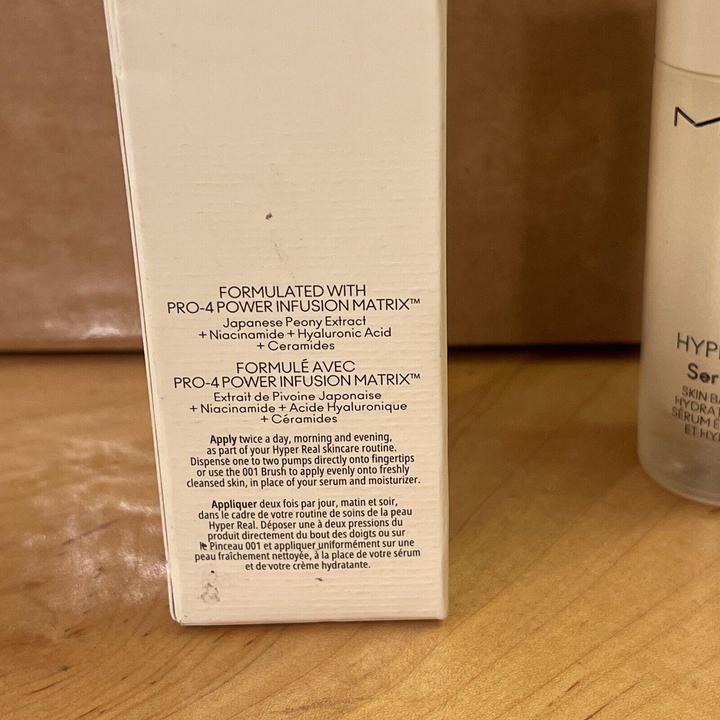 FORMULATED WITH
PRO-4 POWER INFUSION MATRIX™
Japanese Peony Extract
+ Niacinamide + Hyaluronic Acid
+ Ceramides
FORMULÉ AVEC
PRO-4 POWER INFUSION MATRIX™
Extrait de Pivoine Japonaise
+ Niacinamide + Acide Hyaluronique
+ Céramides
Apply twice a day, morning and evening,
as part of your Hyper Real skincare routine.
Dispense one to two pumps directly onto fingertips
or use the 001 Brush to apply evenly onto freshly
cleansed skin, in place of your serum and moisturizer.
Appliquer deux fois par jour, matin et soir,
dans le cadre de votre routine de soins de la peau
Hyper Real. Déposer une à deux pressions du
produit directement du bout des doigts ou sur
le Pinceau 001 et appliquer uniformément sur une
peau fraîchement nettoyée, à la place de votre sérum
et de votre crème hydratante.
M
HYP
Ser
SKIN BA
HYDRA
SÉRUM É
ET HY